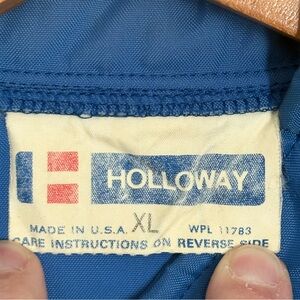 HOLLOWAY
MADE IN U.S.A. XL WPL 11783
CARE INSTRUCTIONS ON REVERSE SIDE